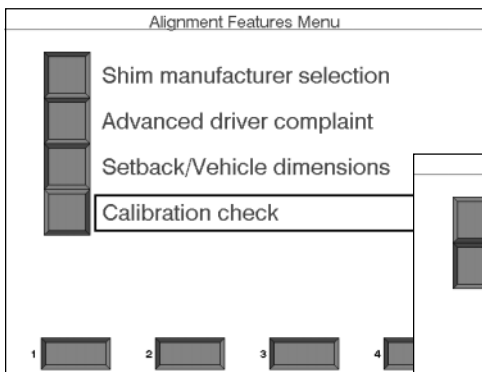 Alignment Features Menu
Shim manufacturer selection
Advanced driver complaint
Setback/Vehicle dimensions
Calibration check
1 2 3 4